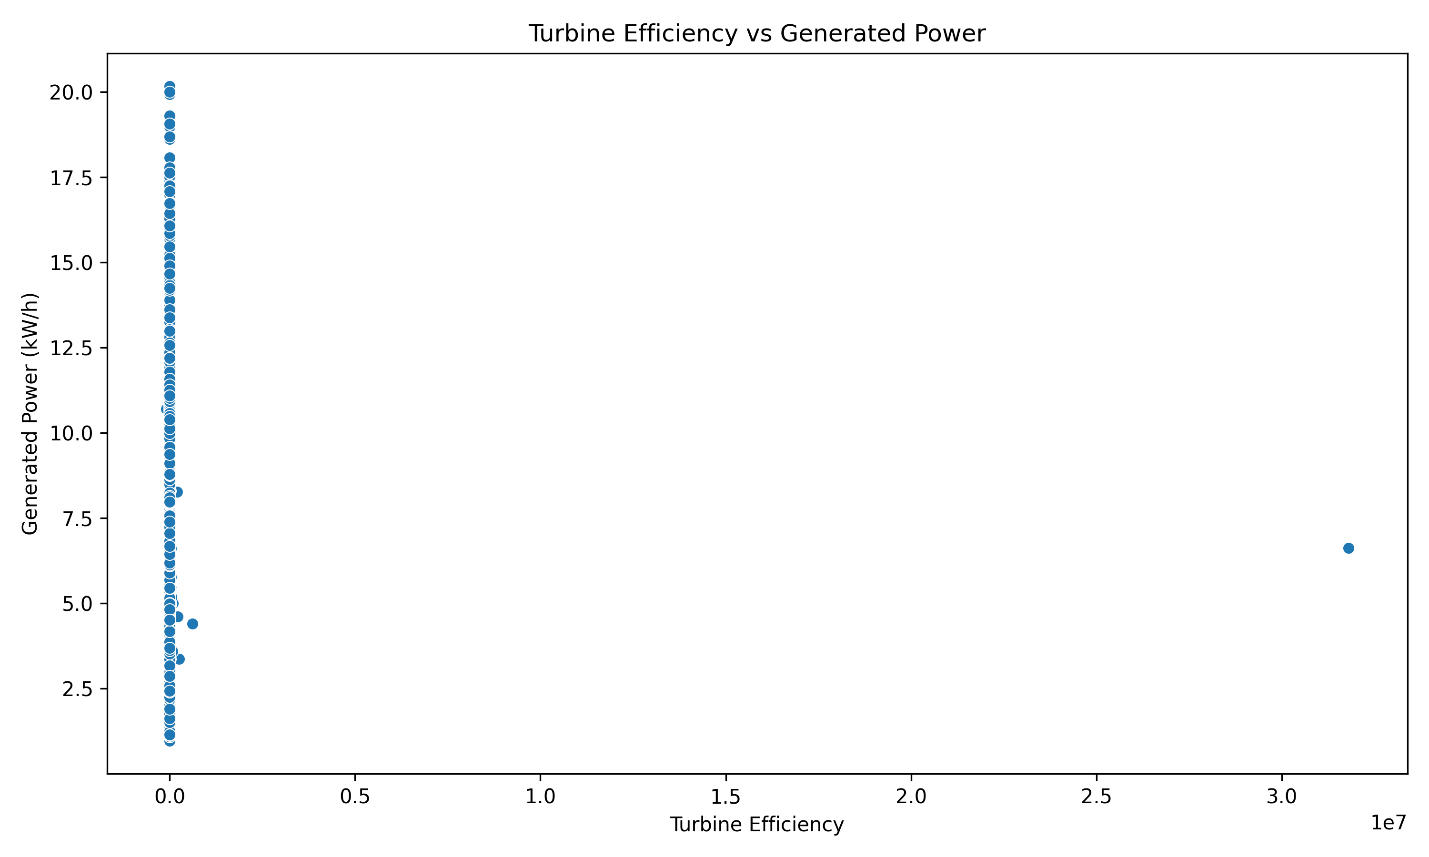 Turbine Efficiency vs Generated Power
Generated Power (kW/h)
20.0
17.5
15.0
12.5
10.0
7.5
5.0
2.5
0.0 0.5 1.0 1.5 2.0 2.5 3.0
1e7
Turbine Efficiency